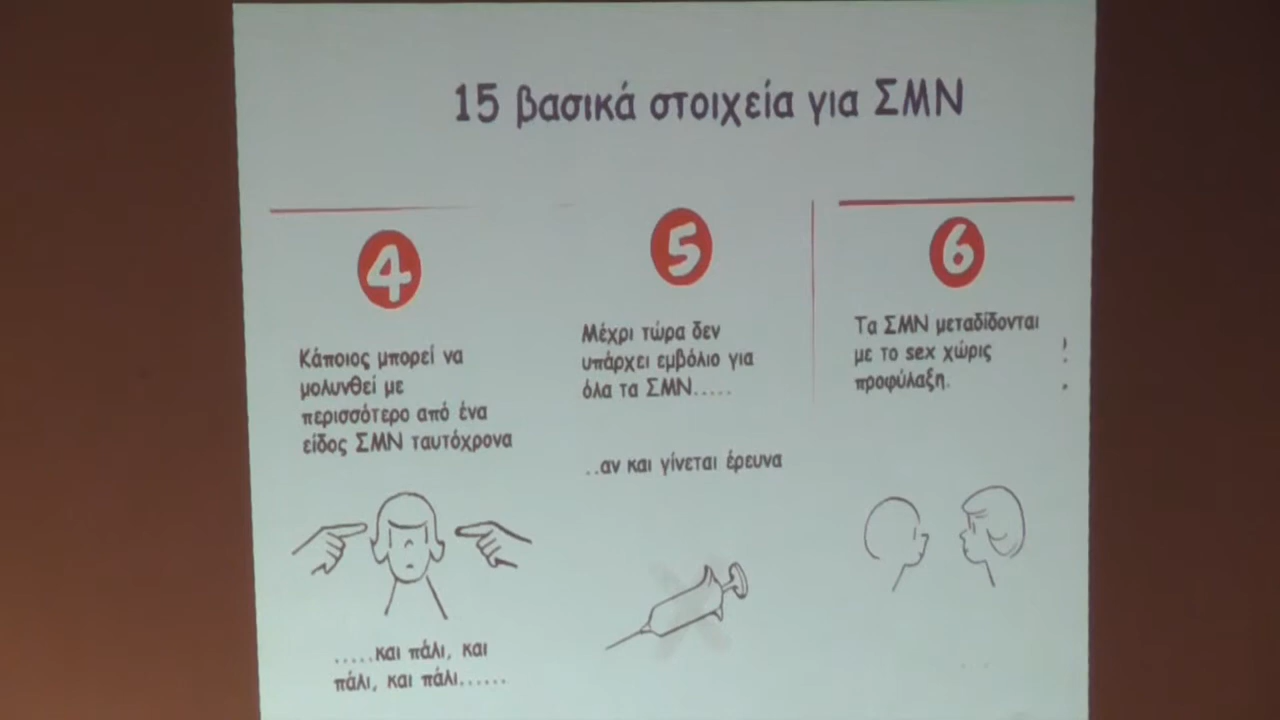 15 βασικά στοιχεία για ΣΜΝ
4
Κάποιος μπορεί να
μολυνθεί με
περισσότερο από ένα
είδος ΣΜΝ ταυτόχρονα
.....και πάλι, και
πάλι, και πάλι......
5
Μέχρι τώρα δεν
υπάρχει εμβόλιο για
όλα τα ΣΜΝ.....
..αν και γίνεται έρευνα
6
Τα ΣΜΝ μεταδίδονται
με το sex χώρις
προφύλαξη.